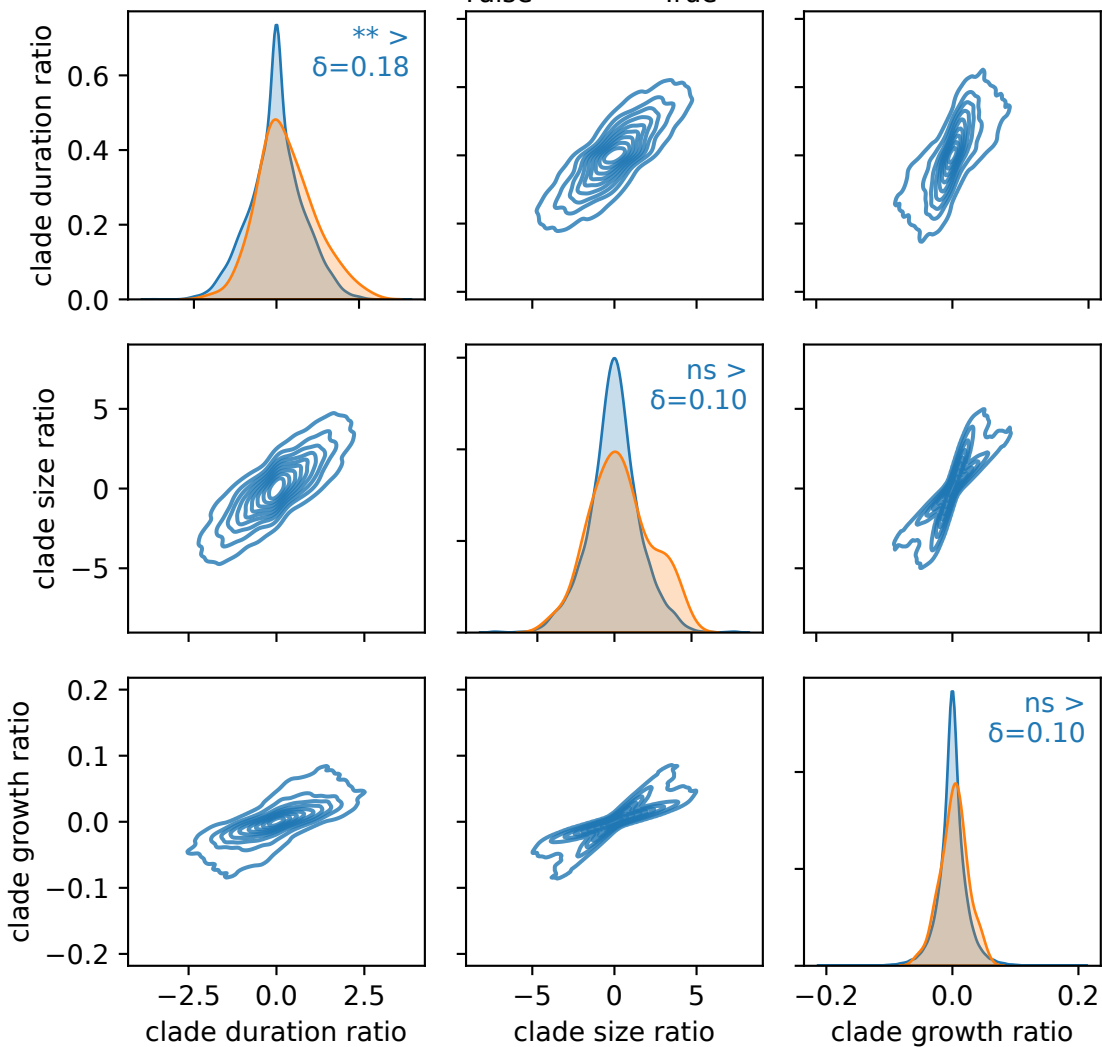 False True
clade duration ratio
0.6
0.4
0.2
0.0
** >
δ=0.18
clade size ratio
5
0
−5
ns >
δ=0.10
clade growth ratio
0.2
0.1
0.0
−0.1
−0.2
ns >
δ=0.10
−2.5 0.0 2.5
clade duration ratio
−5 0 5
clade size ratio
−0.2 0.0 0.2
clade growth ratio